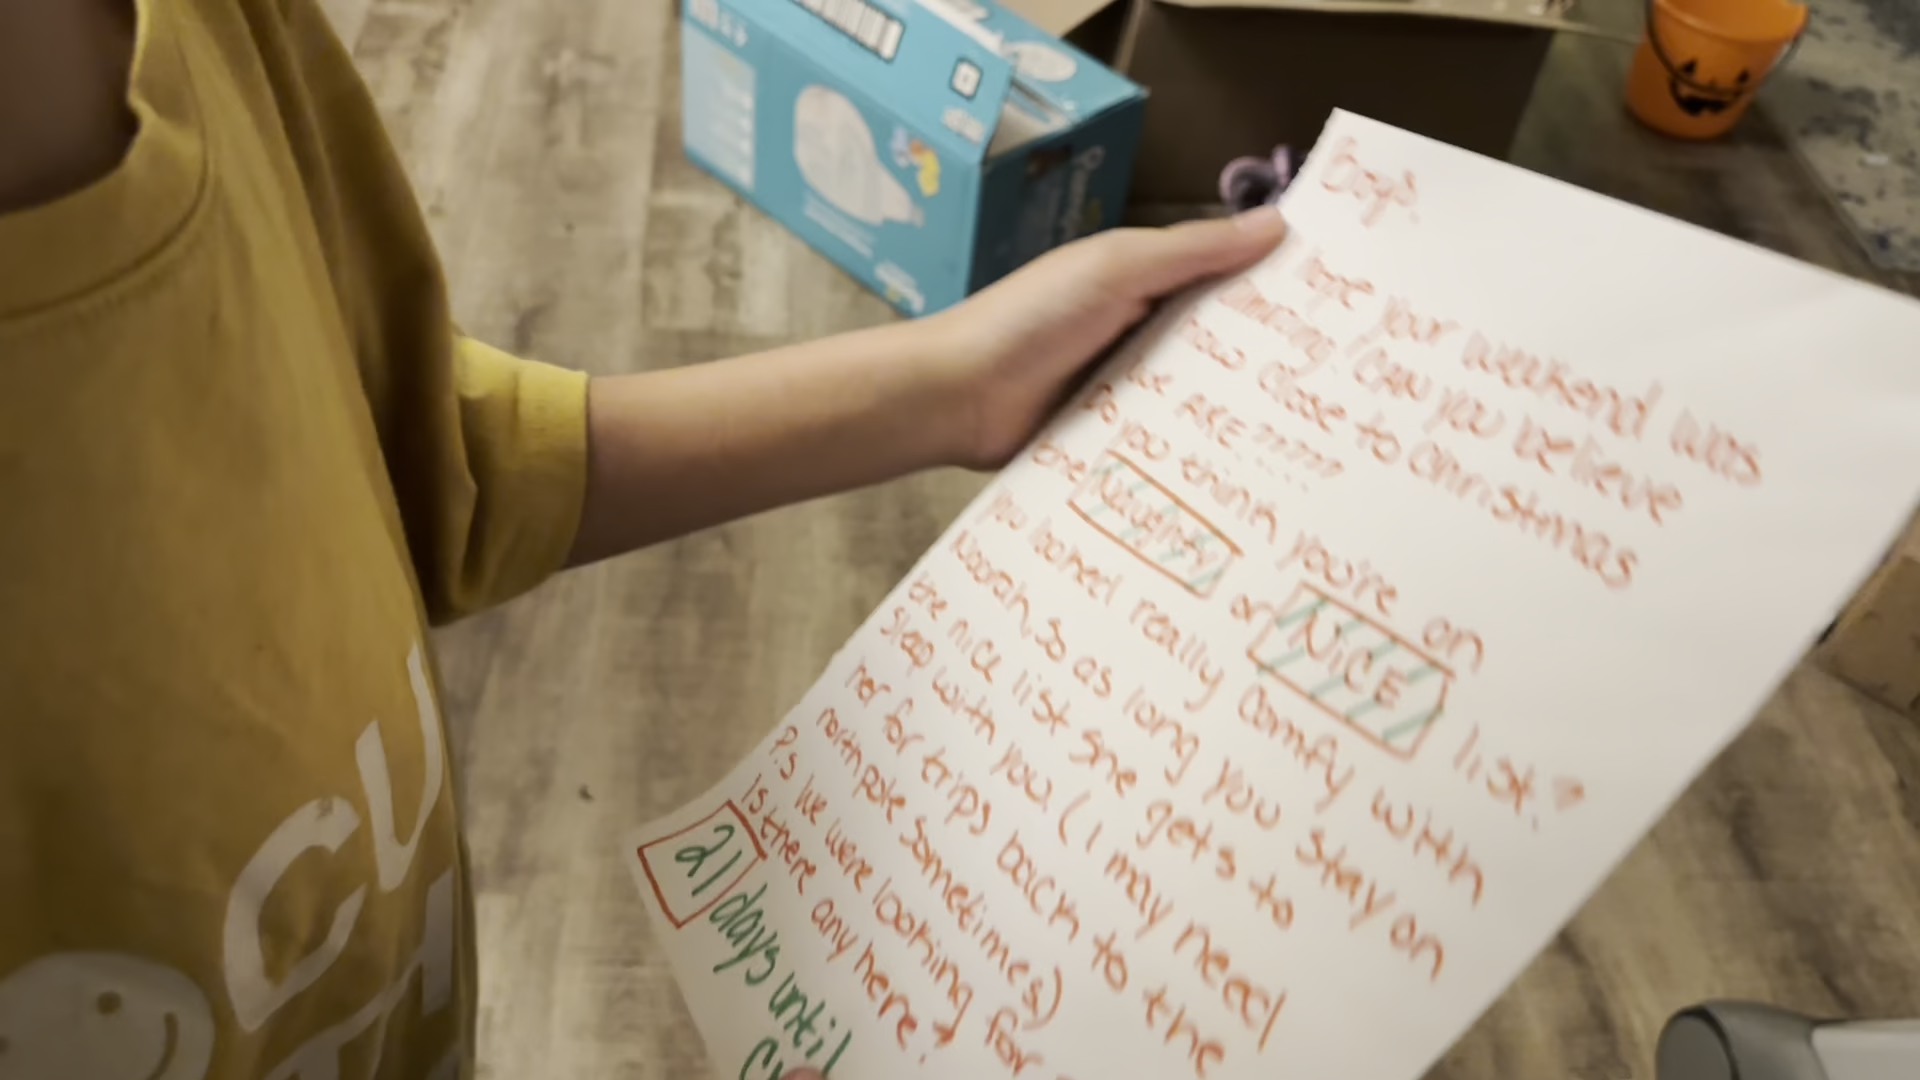 Boys,
I hope your weekend was
amazing. CAN you believe
how close to Christmas
we ARE ?????
Do you think you're on
the Naughty or NiCE list?
You looked really comfy with
Noorah, so as long you stay on
the nice list she gets to
sleep with you. (I may need
her for trips back to the
north pole sometimes)
P.s we were looking for
Is there any here?
21 days until